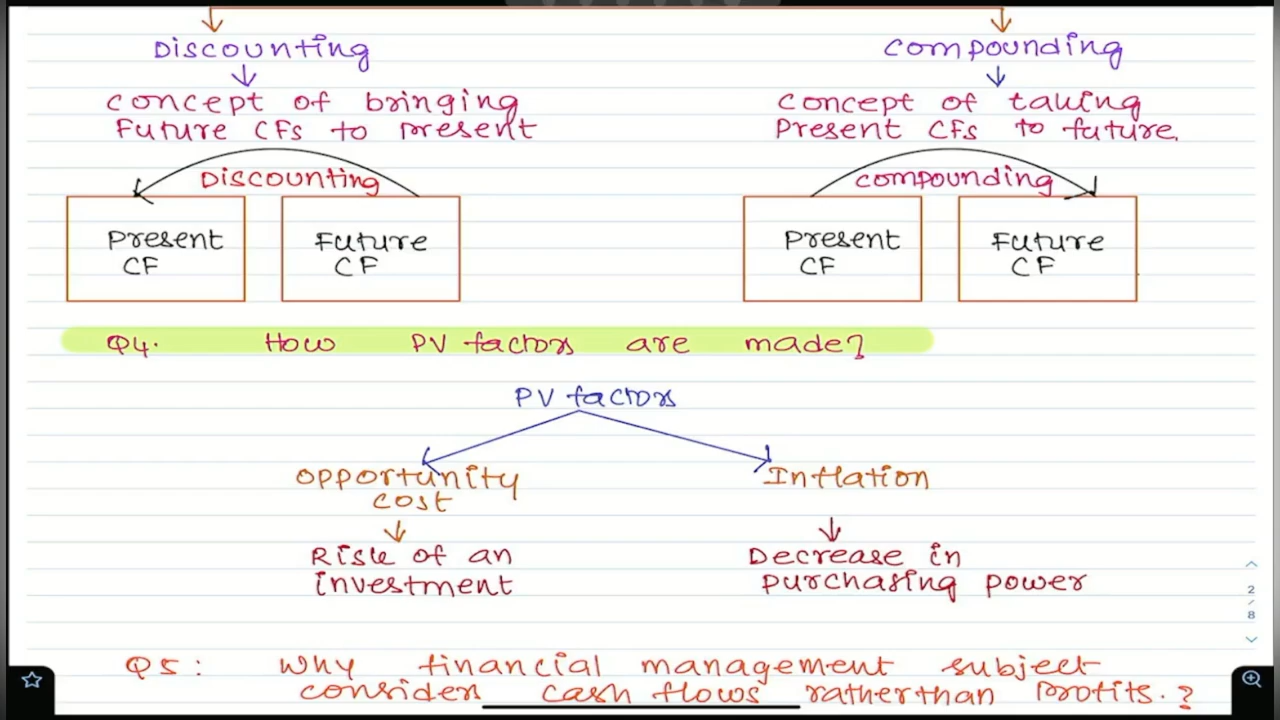 Discounting
Compounding
concept of bringing
Future CFs to present
concept of taking
Present CFs to future.
Discounting
compounding
Present
CF
Future
CF
Present
CF
Future
CF
Q4. How PV factors are made?
PV factors
opportunity
cost
Inflation
Risk of an
investment
Decrease in
purchasing power
2
/
8
Q5: Why financial management subject
consider cash flows rather than profits.?